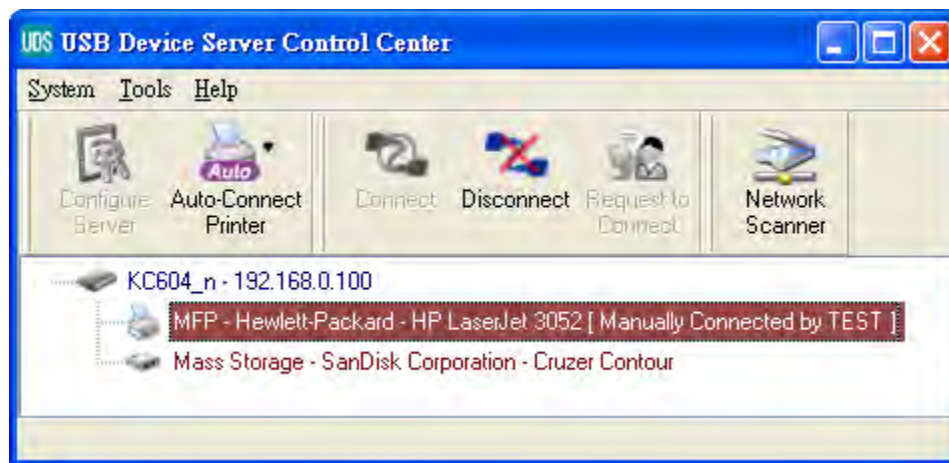 UDS USB Device Server Control Center
System Tools Help
Auto
Configure Server
Auto-Connect Printer
Connect
Disconnect
Request to Connect
Network Scanner
KC604_n - 192.168.0.100
MFP - Hewlett-Packard - HP LaserJet 3052 [ Manually Connected by TEST ]
Mass Storage - SanDisk Corporation - Cruzer Contour